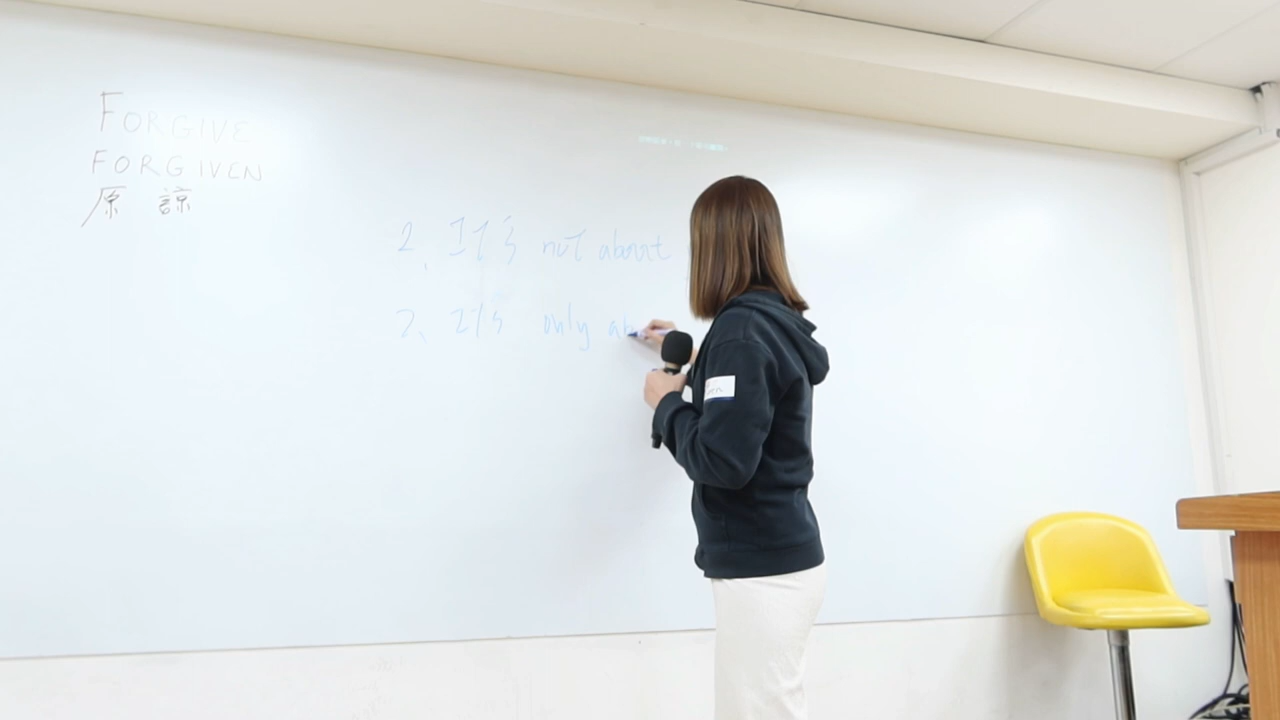 FORGIVE
FORGIVEN
原諒
2. It's not about
2. It's only